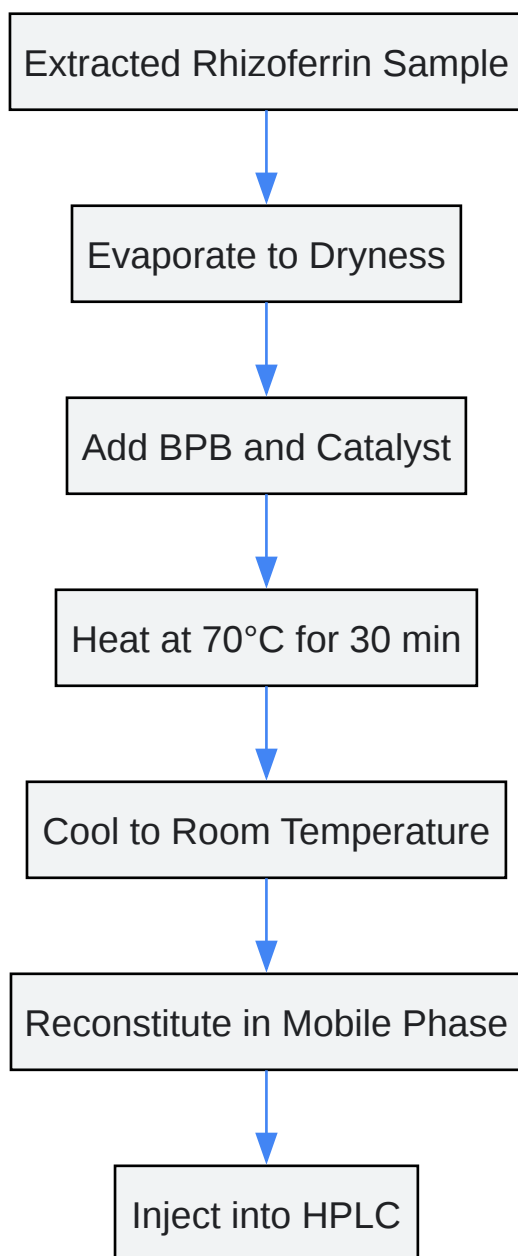 Extracted Rhizoferrin Sample
Evaporate to Dryness
Add BPB and Catalyst
Heat at 70°C for 30 min
Cool to Room Temperature
Reconstitute in Mobile Phase
Inject into HPLC